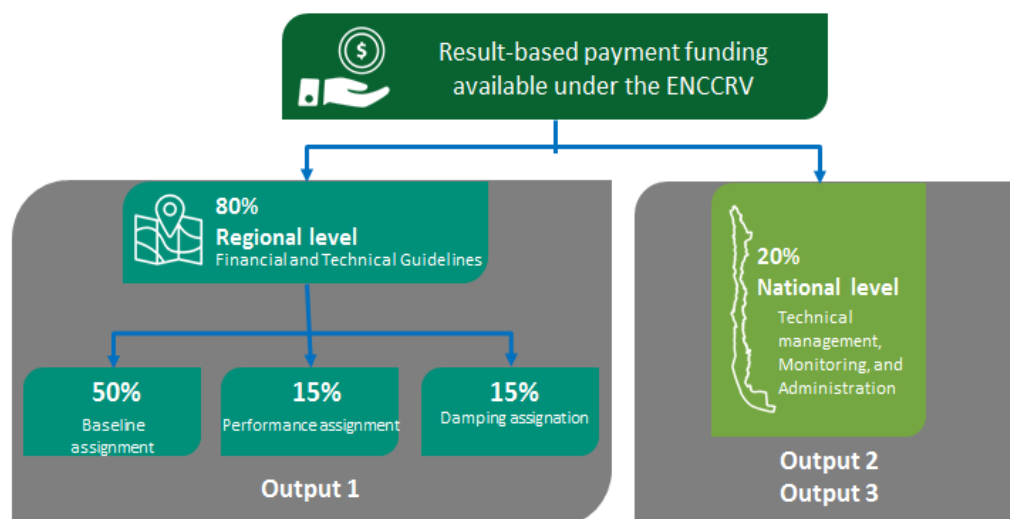 $
Result-based payment funding
available under the ENCCRV
80%
Regional level
Financial and Technical Guidelines
50%
Baseline
assignment
15%
Performance assignment
15%
Damping assignation
Output 1
20%
National level
Technical
management,
Monitoring, and
Administration
Output 2
Output 3